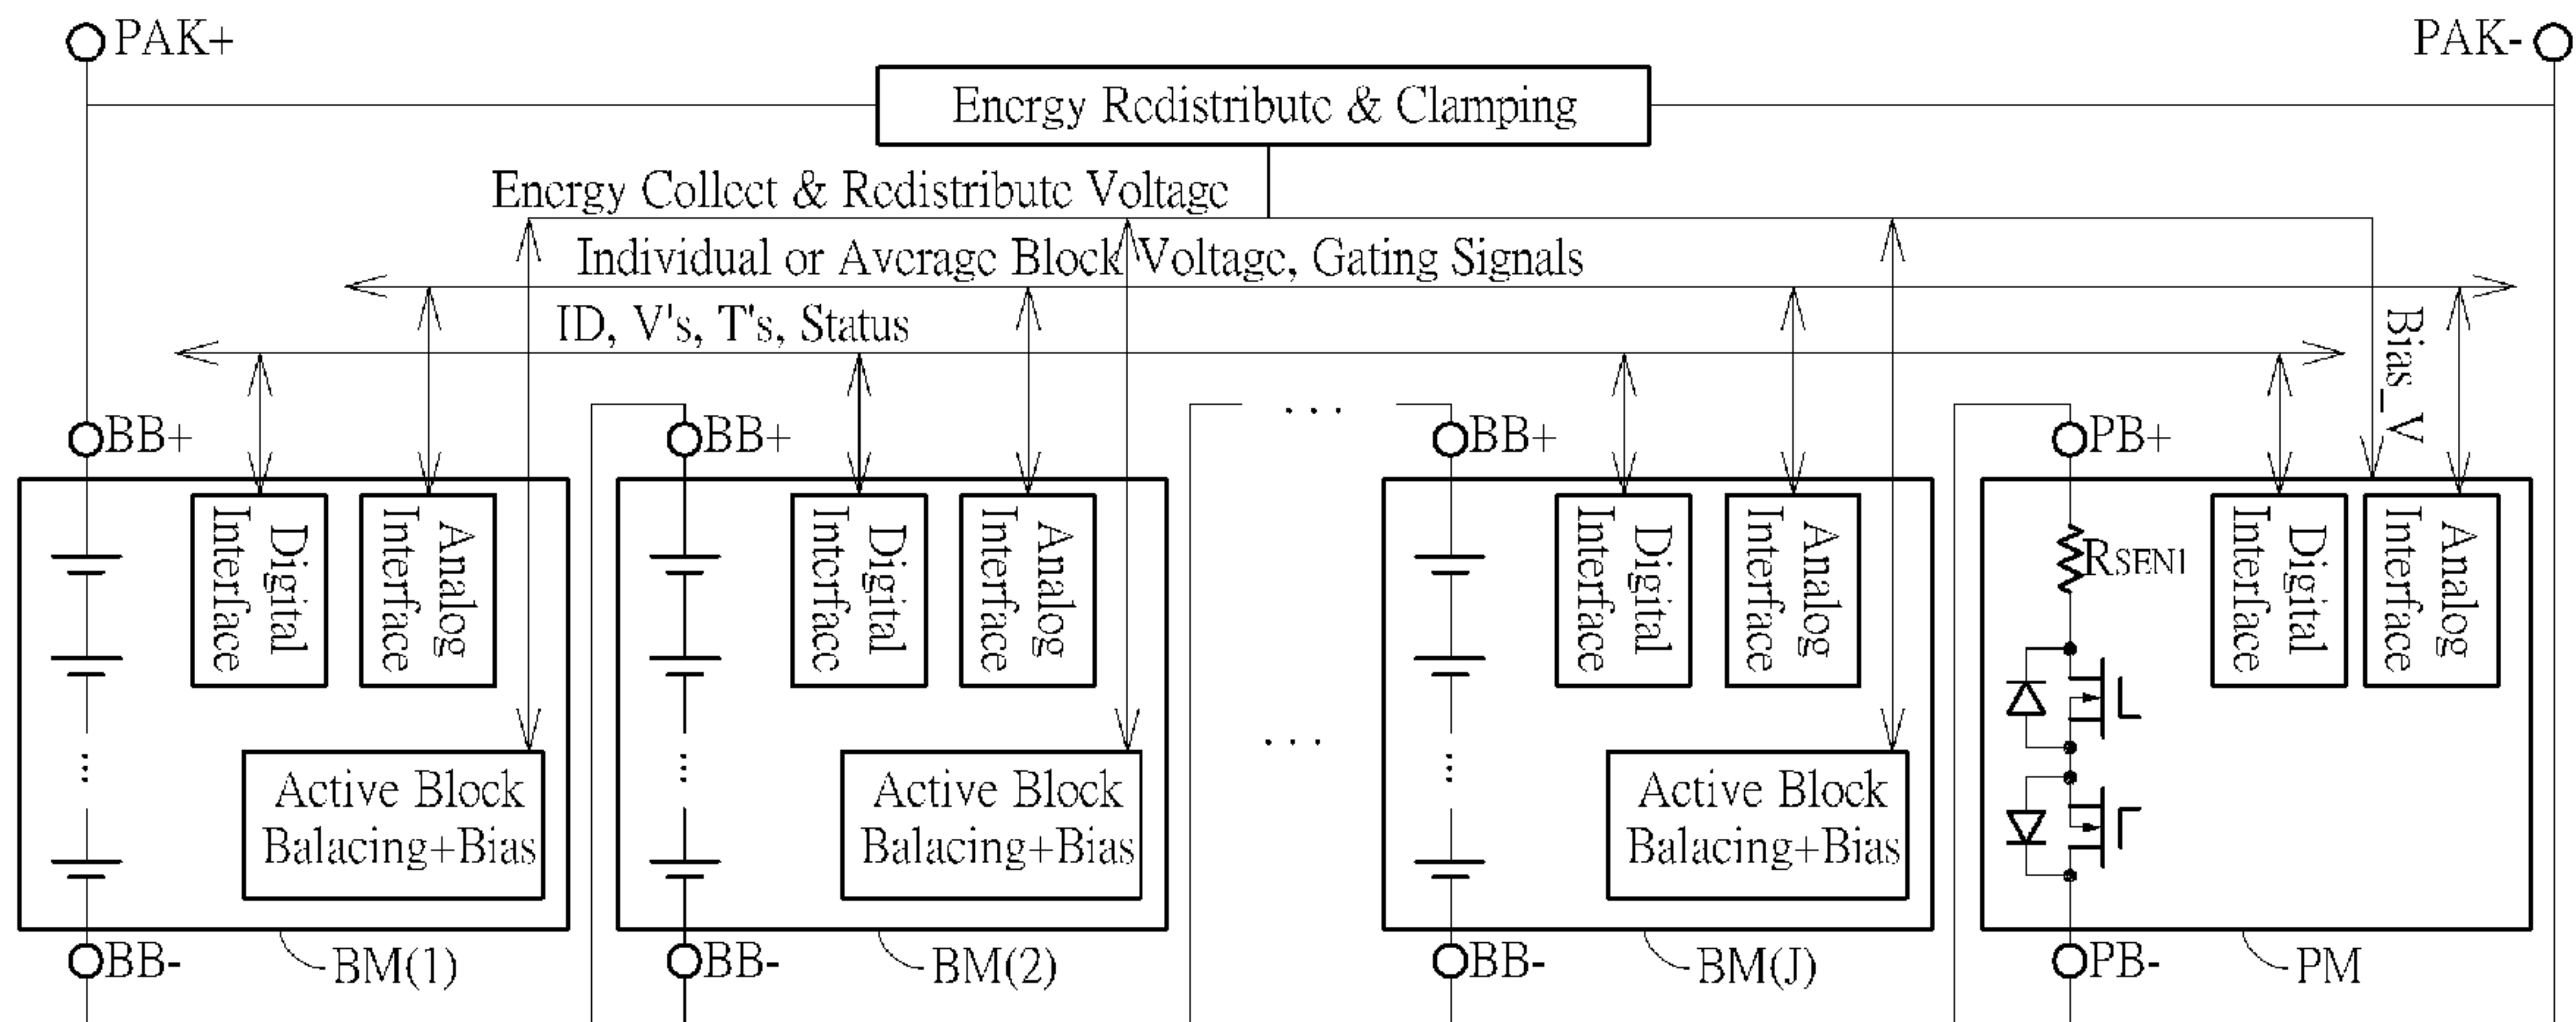 PAK+
PAK-
Energy Redistribute & Clamping
Energy Collect & Redistribute Voltage
Individual or Average Block Voltage, Gating Signals
ID, V's, T's, Status
Bias_V
BB+
BB+
...
BB+
PB+
Digital
Interface
Analog
Interface
Digital
Interface
Analog
Interface
Digital
Interface
Analog
Interface
RSEN1
Digital
Interface
Analog
Interface
...
...
...
...
Active Block
Balacing+Bias
Active Block
Balacing+Bias
Active Block
Balacing+Bias
BB-
BM(1)
BB-
BM(2)
BB-
BM(J)
PB-
PM